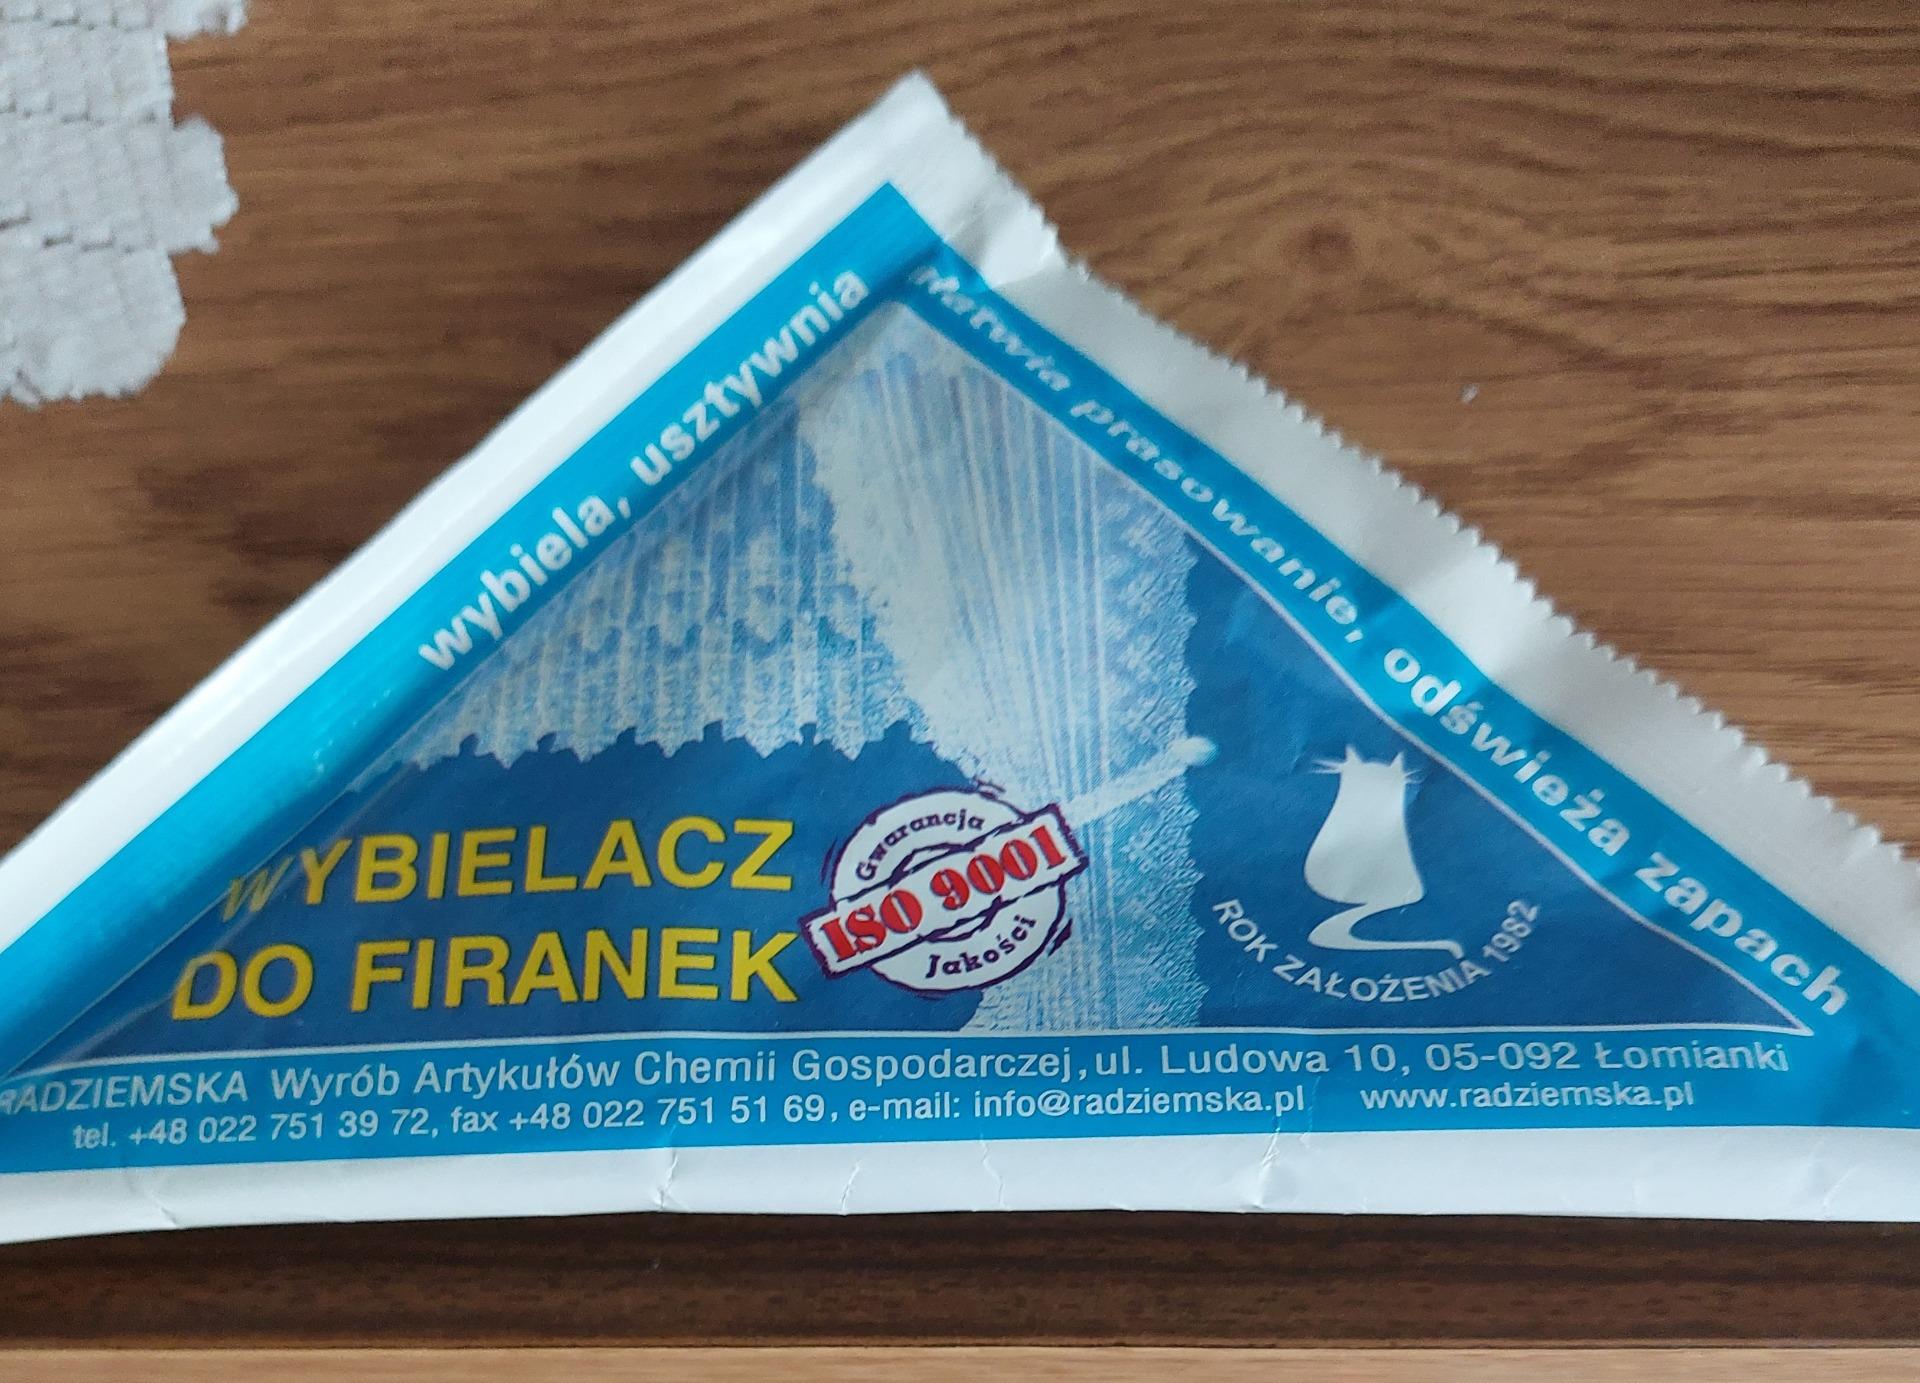 wybiela, usztywnia
ułatwia prasowanie, odświeża zapach
WYBIELACZ
DO FIRANEK
Gwarancja
ISO 9001
Jakości
ROK ZAŁOŻENIA 1982
RADZIEMSKA Wyrób Artykułów Chemii Gospodarczej, ul. Ludowa 10, 05-092 Łomianki
tel. +48 022 751 39 72, fax +48 022 751 51 69, e-mail: info@radziemska.pl www.radziemska.pl